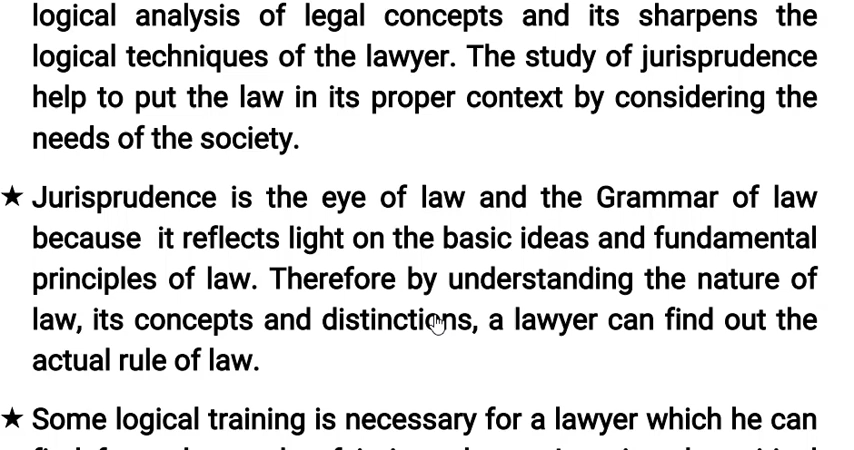 logical analysis of legal concepts and its sharpens the
logical techniques of the lawyer. The study of jurisprudence
help to put the law in its proper context by considering the
needs of the society.
★ Jurisprudence is the eye of law and the Grammar of law
because it reflects light on the basic ideas and fundamental
principles of law. Therefore by understanding the nature of
law, its concepts and distinctions, a lawyer can find out the
actual rule of law.
★ Some logical training is necessary for a lawyer which he can